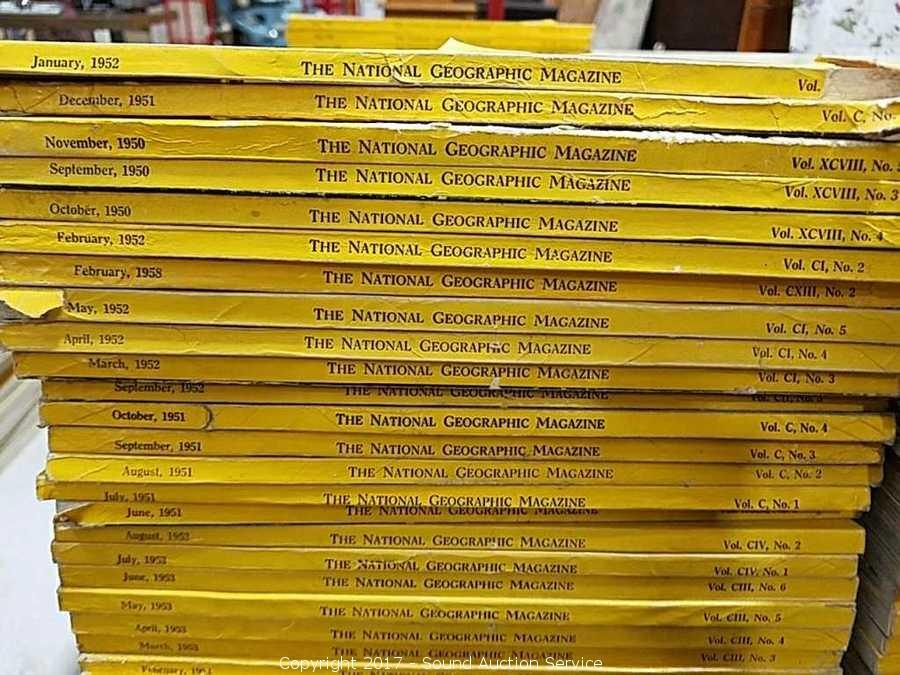 January, 1952 THE NATIONAL GEOGRAPHIC MAGAZINE Vol.
December, 1951 THE NATIONAL GEOGRAPHIC MAGAZINE Vol. C, No.
November, 1950 THE NATIONAL GEOGRAPHIC MAGAZINE Vol. XCVIII, No.
September, 1950 THE NATIONAL GEOGRAPHIC MAGAZINE Vol. XCVIII, No. 3
October, 1950 THE NATIONAL GEOGRAPHIC MAGAZINE Vol. XCVIII, No. 4
February, 1952 THE NATIONAL GEOGRAPHIC MAGAZINE Vol. CI, No. 2
February, 1958 THE NATIONAL GEOGRAPHIC MAGAZINE Vol. CXIII, No. 2
May, 1952 THE NATIONAL GEOGRAPHIC MAGAZINE Vol. CI, No. 5
April, 1952 THE NATIONAL GEOGRAPHIC MAGAZINE Vol. CI, No. 4
March, 1952 THE NATIONAL GEOGRAPHIC MAGAZINE Vol. CI, No. 3
September, 1952 THE NATIONAL GEOGRAPHIC MAGAZINE Vol. CII, No. 3
October, 1951 THE NATIONAL GEOGRAPHIC MAGAZINE Vol. C, No. 4
September, 1951 THE NATIONAL GEOGRAPHIC MAGAZINE Vol. C, No. 3
August, 1951 THE NATIONAL GEOGRAPHIC MAGAZINE Vol. C, No. 2
July, 1951 THE NATIONAL GEOGRAPHIC MAGAZINE Vol. C, No. 1
June, 1951 THE NATIONAL GEOGRAPHIC MAGAZINE
August, 1953 THE NATIONAL GEOGRAPHIC MAGAZINE Vol. CIV, No. 2
July, 1953 THE NATIONAL GEOGRAPHIC MAGAZINE Vol. CIV, No. 1
June, 1953 THE NATIONAL GEOGRAPHIC MAGAZINE Vol. CIII, No. 6
May, 1953 THE NATIONAL GEOGRAPHIC MAGAZINE Vol. CIII, No. 5
April, 1953 THE NATIONAL GEOGRAPHIC MAGAZINE Vol. CIII, No. 4
March, 1953 THE NATIONAL GEOGRAPHIC MAGAZINE Vol. CIII, No. 3
February,
Copyright 2017 - Sound Auction Service